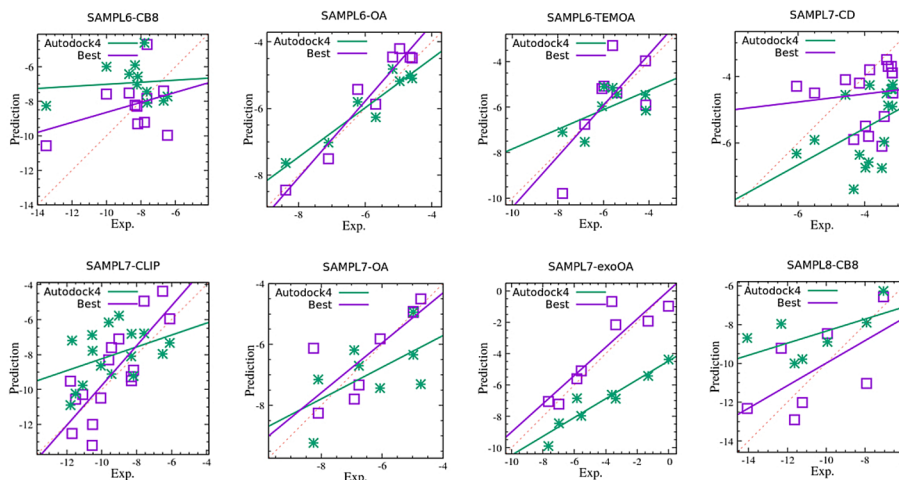 SAMPL6-CB8
Autodock4
Best
Prediction
-6
-8
-10
-12
-14
-14 -12 -10 -8 -6
Exp.
SAMPL6-OA
Autodock4
Best
Prediction
-4
-6
-8
-8 -7 -6 -5 -4
Exp.
SAMPL6-TEMOA
Autodock4
Best
Prediction
-4
-6
-8
-10
-10 -8 -6 -4
Exp.
SAMPL7-CD
Autodock4
Best
Prediction
-4
-6
-6 -4
Exp.
SAMPL7-CLIP
Autodock4
Best
Prediction
-4
-6
-8
-10
-12
-12 -10 -8 -6
Exp.
SAMPL7-OA
Autodock4
Best
Prediction
-4
-6
-8
-8 -6 -4
Exp.
SAMPL7-exoOA
Autodock4
Best
Prediction
0
-2
-4
-6
-8
-10
-10 -8 -6 -4 -2 0
Exp.
SAMPL8-CB8
Autodock4
Best
Prediction
-6
-8
-10
-12
-14
-14 -12 -10 -8
Exp.